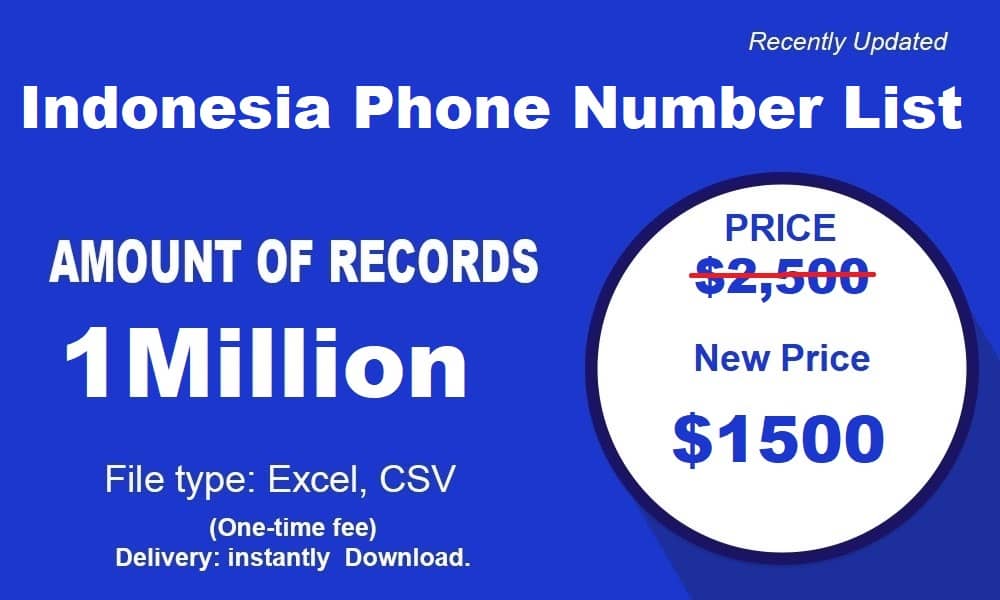 Recently Updated
Indonesia Phone Number List
AMOUNT OF RECORDS
1Million
File type: Excel, CSV
(One-time fee)
Delivery: instantly Download.
PRICE
$2,500
New Price
$1500